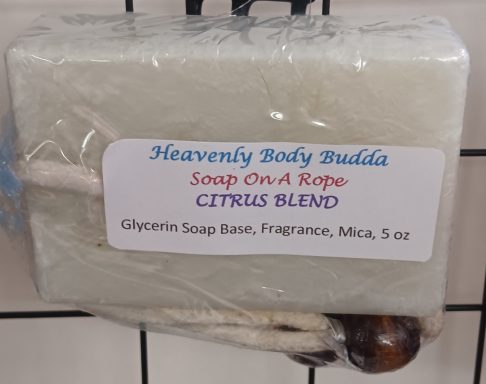 Heavenly Body Budda
Soap On A Rope
CITRUS BLEND
Glycerin Soap Base, Fragrance, Mica, 5 oz